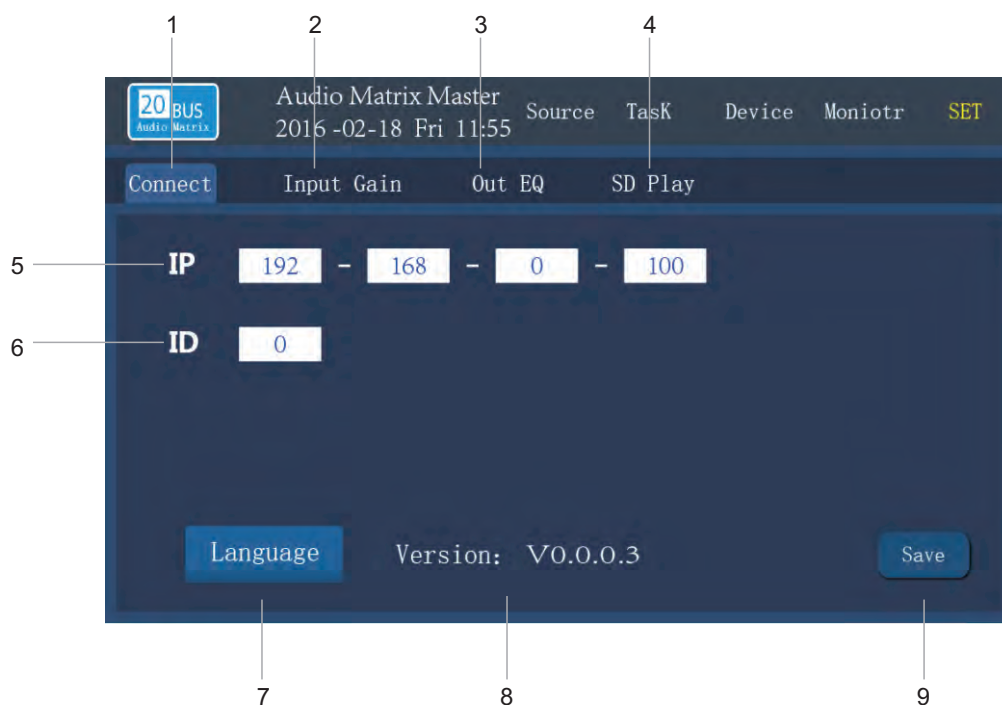 1 2 3 4
20 BUS
Audio Matrix
Audio Matrix Master
2016 -02-18 Fri 11:55
Source TasK Device Moniotr SET
Connect Input Gain Out EQ SD Play
5 IP 192 - 168 - 0 - 100
6 ID 0
Language Version: V0.0.0.3 Save
7 8 9